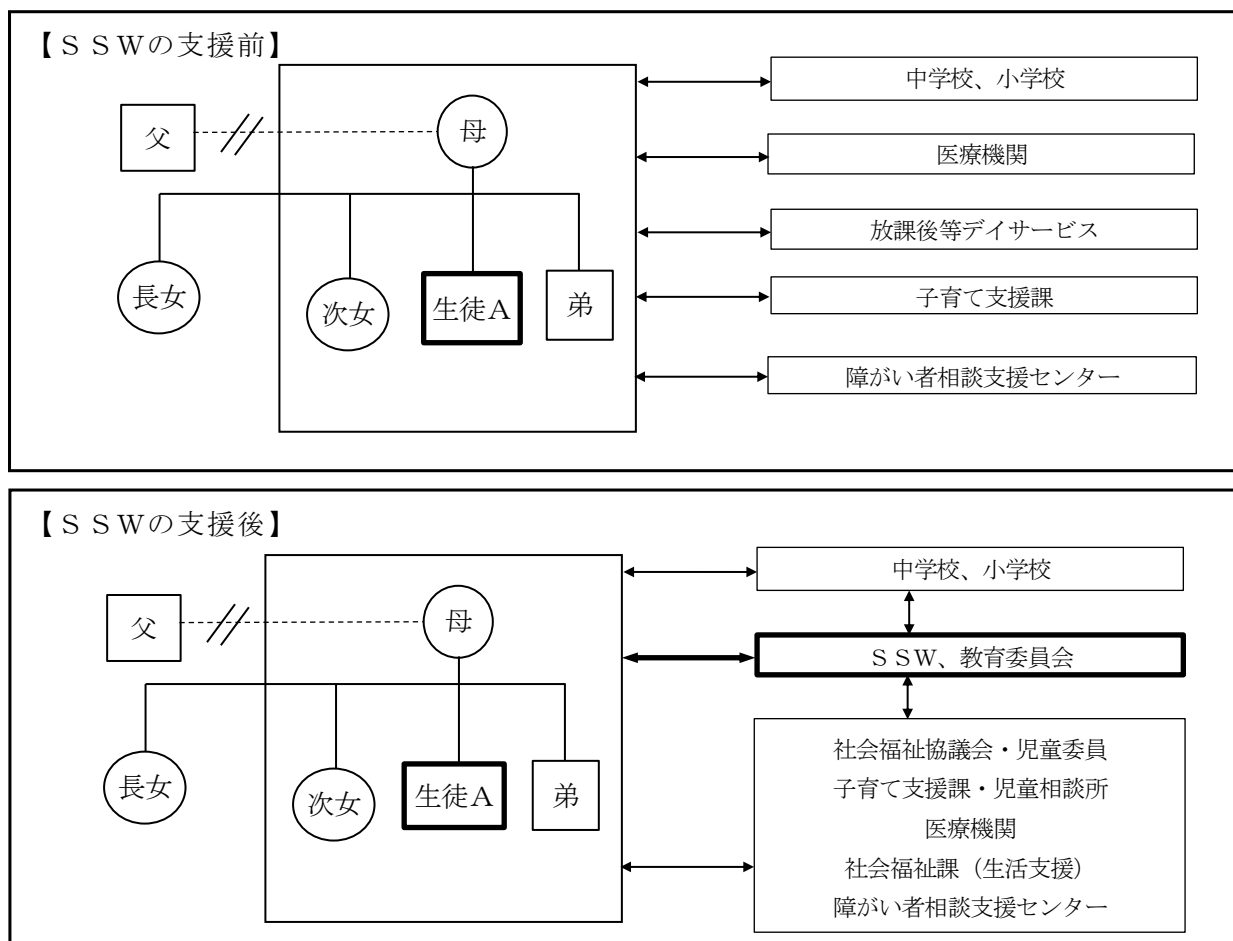 【ＳＳＷの支援前】
中学校、小学校
父
母
医療機関
放課後等デイサービス
長女
次女
生徒Ａ
弟
子育て支援課
障がい者相談支援センター
【ＳＳＷの支援後】
中学校、小学校
父
母
ＳＳＷ、教育委員会
長女
次女
生徒Ａ
弟
社会福祉協議会・児童委員
子育て支援課・児童相談所
医療機関
社会福祉課（生活支援）
障がい者相談支援センター